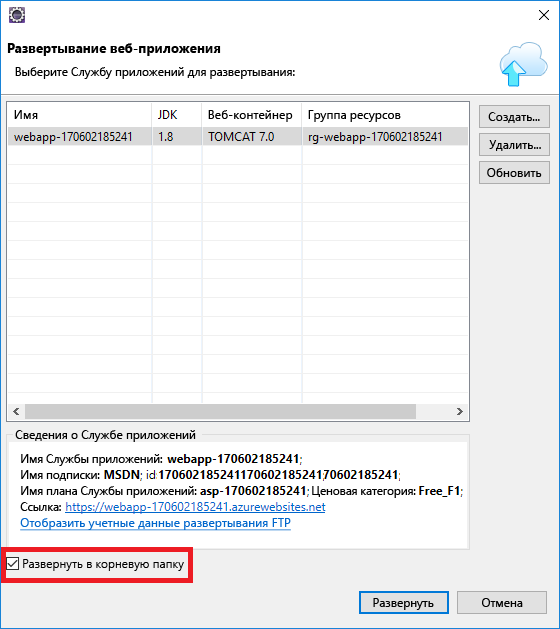 Развертывание веб-приложения
Выберите Службу приложений для развертывания:
Имя JDK Веб-контейнер Группа ресурсов
webapp-170602185241 1.8 TOMCAT 7.0 rg-webapp-170602185241
Создать...
Удалить...
Обновить
Сведения о Службе приложений
Имя Службы приложений: webapp-170602185241;
Имя подписки: MSDN; id:170602185241170602185241;70602185241;
Имя плана Службы приложений: asp-170602185241; Ценовая категория: Free_F1;
Ссылка: https://webapp-170602185241.azurewebsites.net
Отобразить учетные данные развертывания FTP
Развернуть в корневую папку
Развернуть Отмена